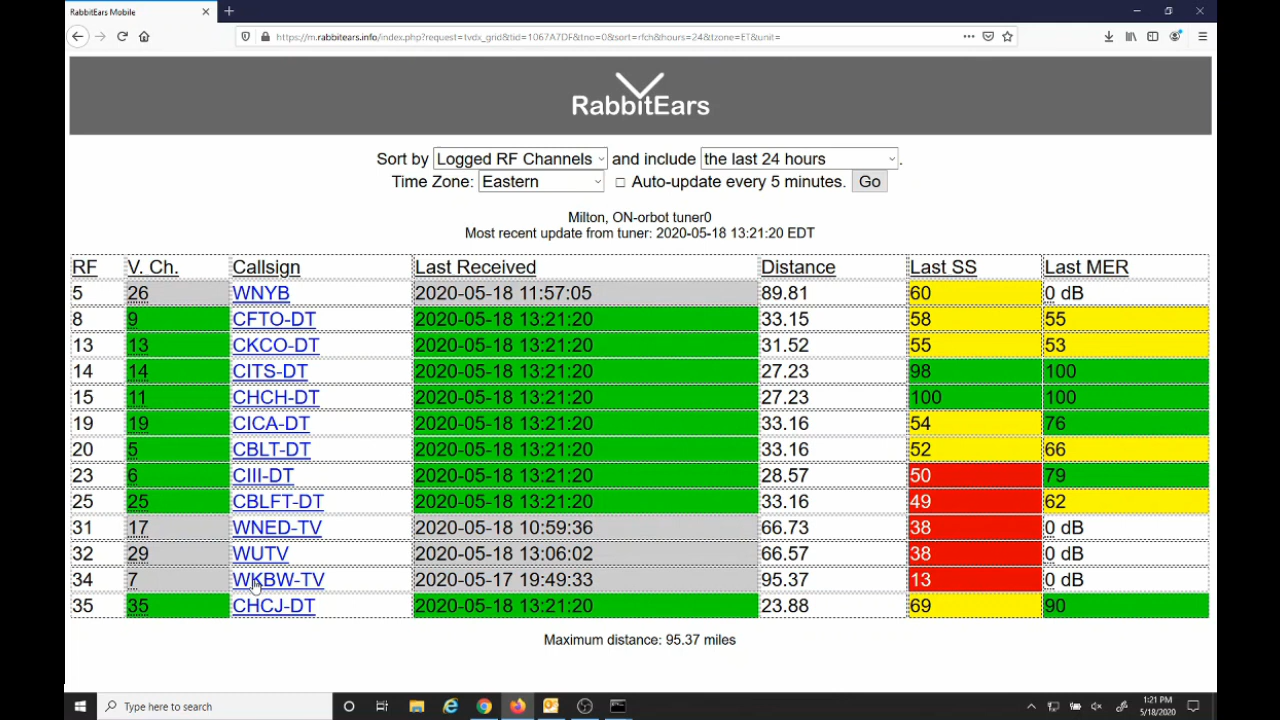 RabbitEars Mobile
https://m.rabbitears.info/index.php?request=tvdx_grid&tid=1067A7DF&tno=0&sort=rfch&hours=24&tzone=ET&unit=
RabbitEars
Sort by Logged RF Channels and include the last 24 hours .
Time Zone: Eastern Auto-update every 5 minutes. Go
Milton, ON-orbot tuner0
Most recent update from tuner: 2020-05-18 13:21:20 EDT
RF V. Ch. Callsign Last Received Distance Last SS Last MER
5 26 WNYB 2020-05-18 11:57:05 89.81 60 0 dB
8 9 CFTO-DT 2020-05-18 13:21:20 33.15 58 55
13 13 CKCO-DT 2020-05-18 13:21:20 31.52 55 53
14 14 CITS-DT 2020-05-18 13:21:20 27.23 98 100
15 11 CHCH-DT 2020-05-18 13:21:20 27.23 100 100
19 19 CICA-DT 2020-05-18 13:21:20 33.16 54 76
20 5 CBLT-DT 2020-05-18 13:21:20 33.16 52 66
23 6 CIII-DT 2020-05-18 13:21:20 28.57 50 79
25 25 CBLFT-DT 2020-05-18 13:21:20 33.16 49 62
31 17 WNED-TV 2020-05-18 10:59:36 66.73 38 0 dB
32 29 WUTV 2020-05-18 13:06:02 66.57 38 0 dB
34 7 WKBW-TV 2020-05-17 19:49:33 95.37 13 0 dB
35 35 CHCJ-DT 2020-05-18 13:21:20 23.88 69 90
Maximum distance: 95.37 miles
Type here to search
1:21 PM
5/18/2020